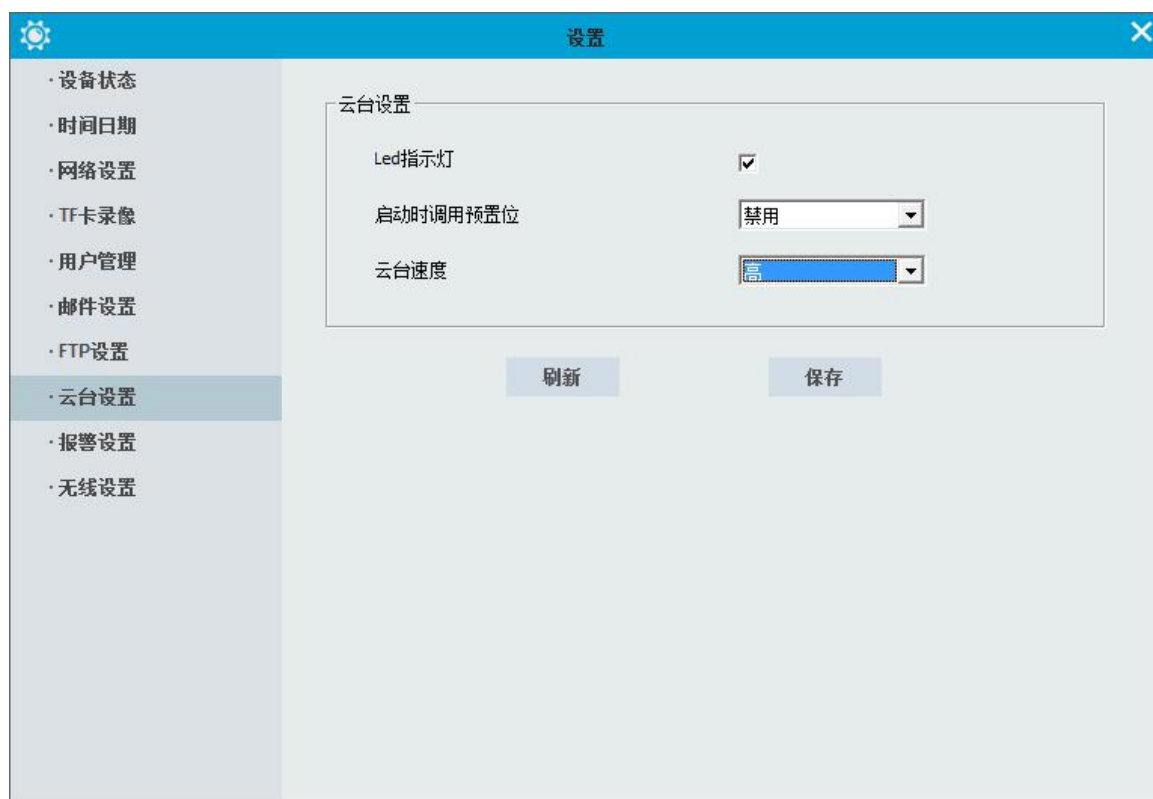 设置
·设备状态
·时间日期
·网络设置
·TF卡录像
·用户管理
·邮件设置
·FTP设置
·云台设置
·报警设置
·无线设置
云台设置
Led指示灯
启动时调用预置位 禁用
云台速度 高
刷新 保存